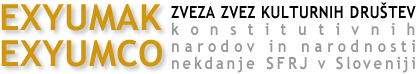 EXYUMAK
EXYUMCO
ZVEZA ZVEZ KULTURNIH DRUŠTEV
konstitutivnih
narodov in narodnosti
nekdanje SFRJ v Sloveniji